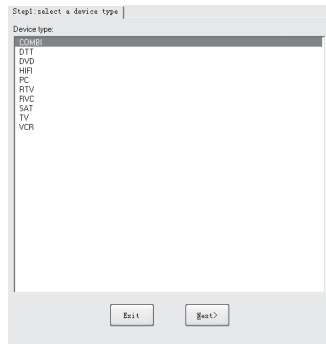 Step1:select a device type
Device type:
COMBI
DTT
DVD
HIFI
PC
RTV
RVC
SAT
TV
VCR
Exit
Next>